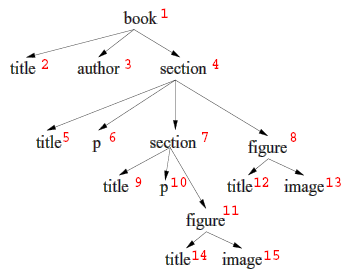 book 1
title 2 author 3 section 4
title 5 p 6 section 7 figure 8
title 9 p 10 title 12 image 13
figure 11
title 14 image 15